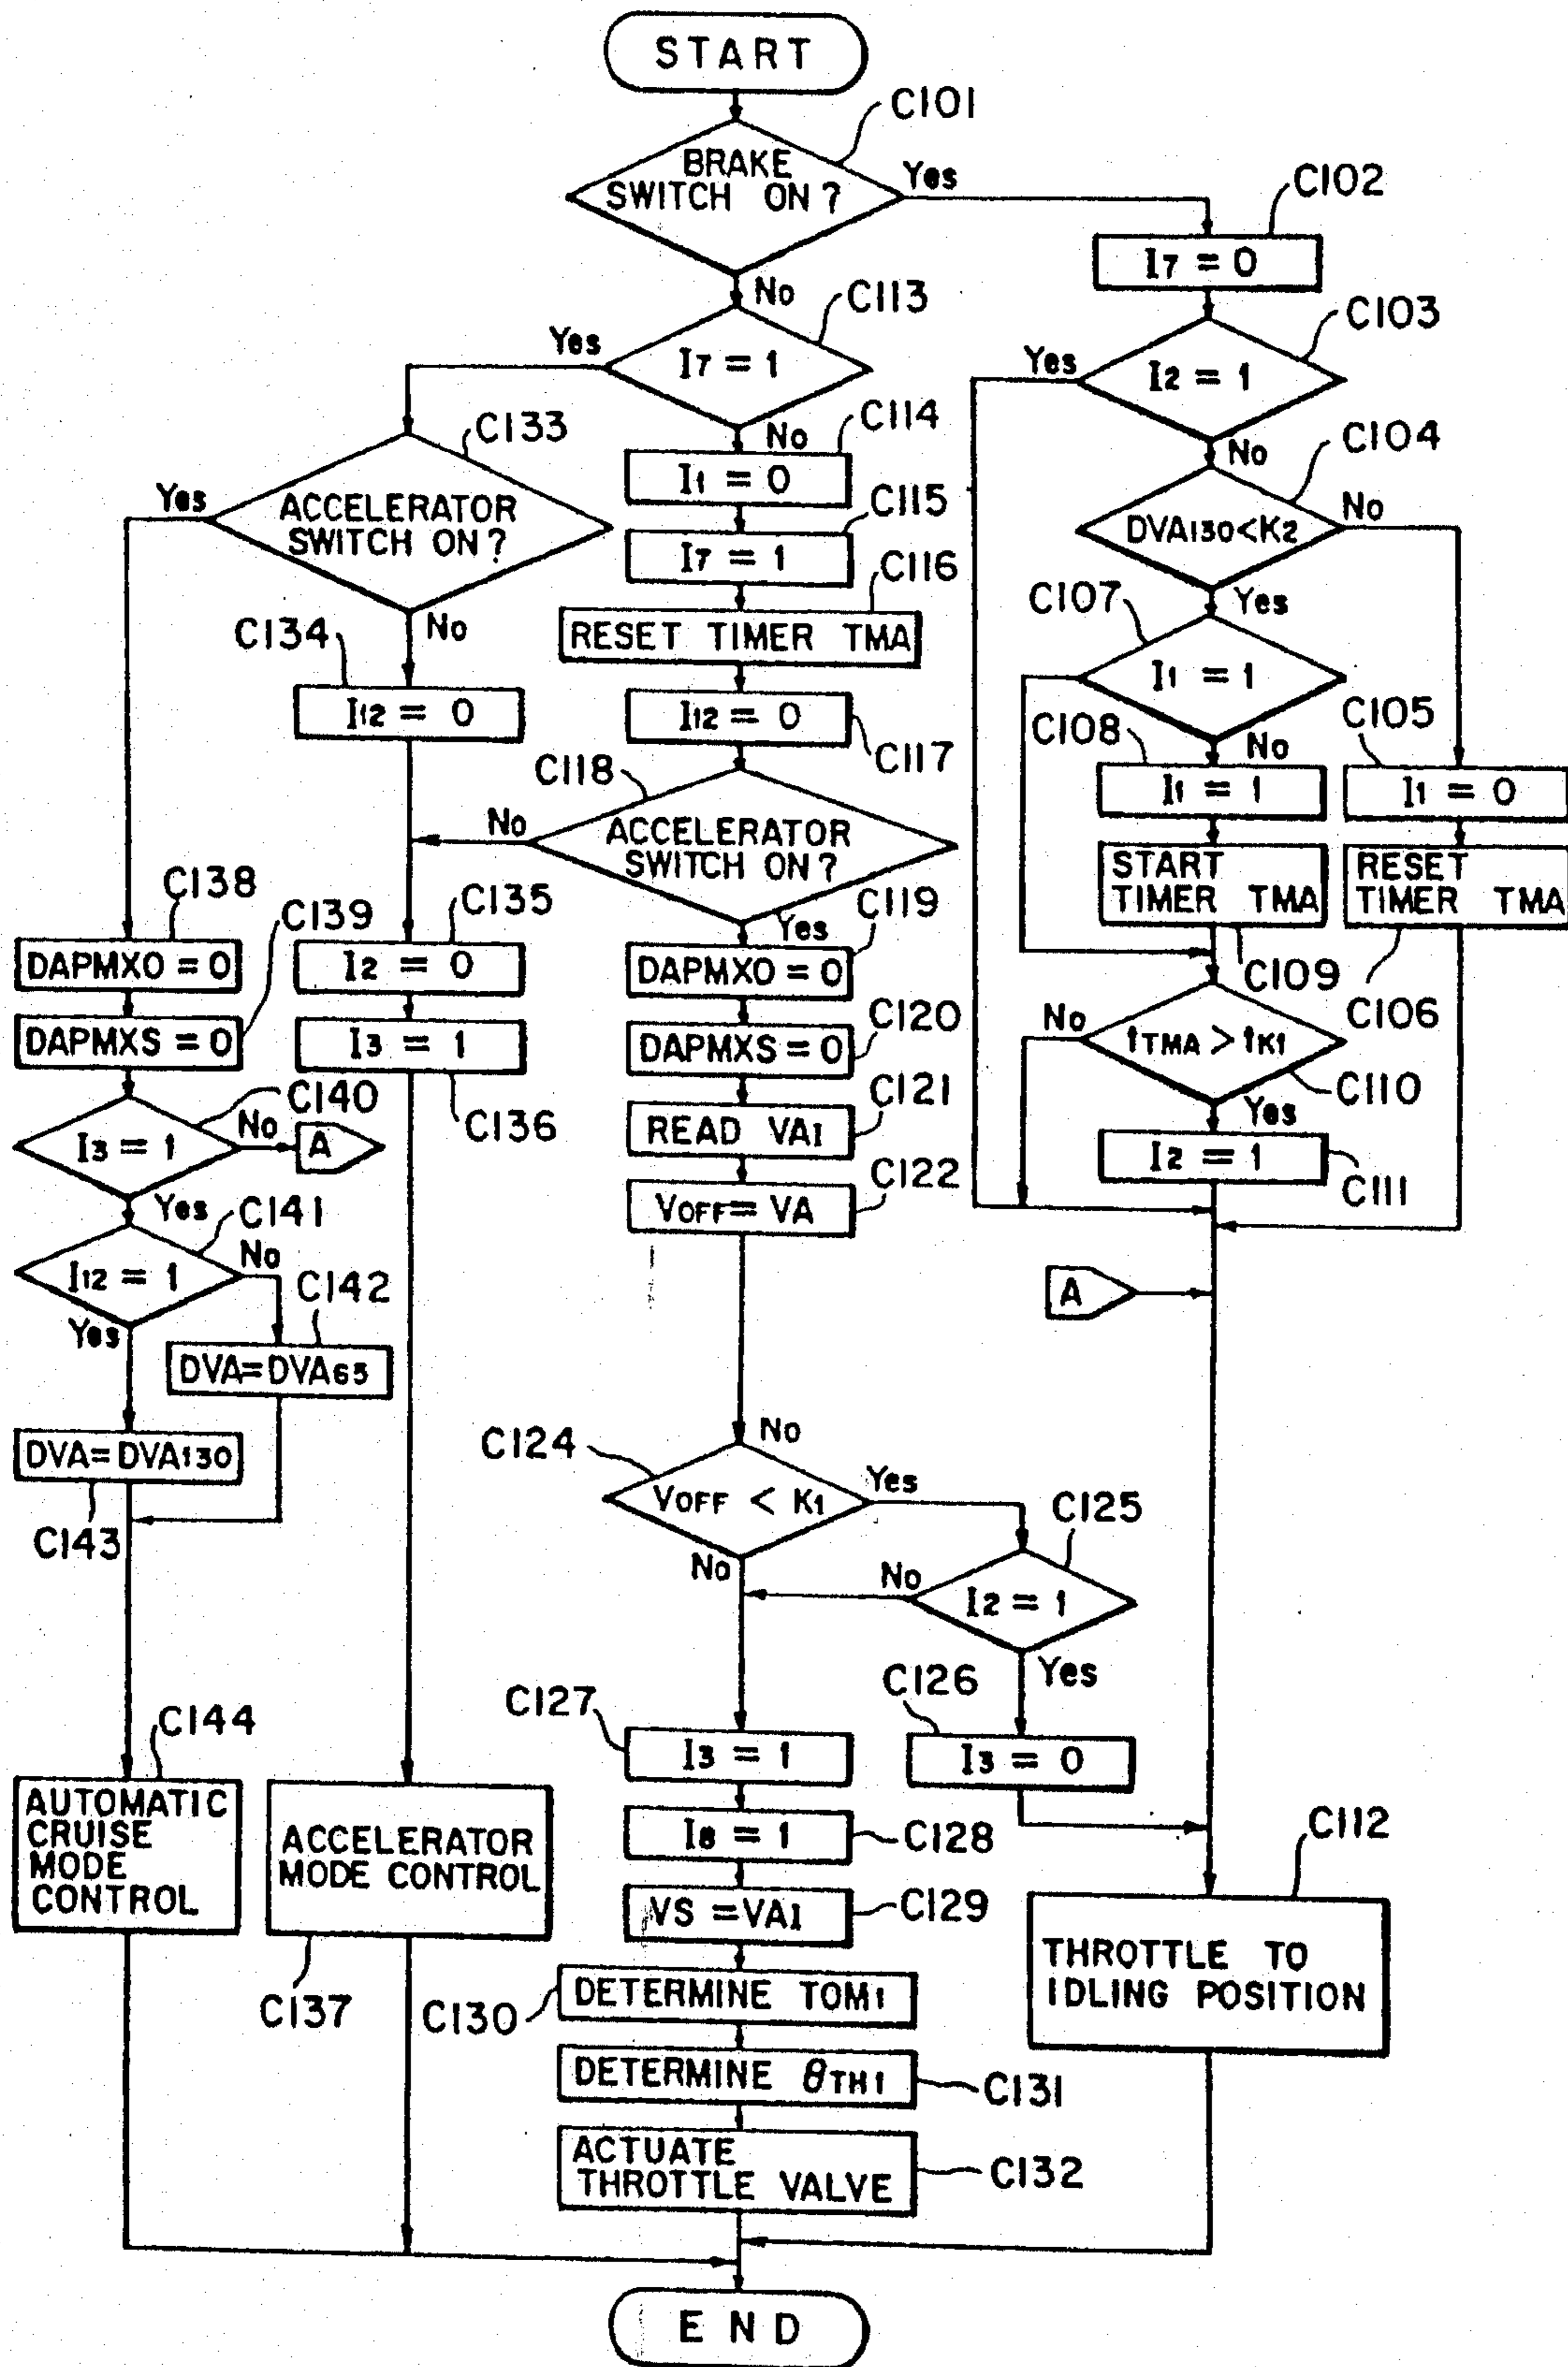 START
C101
BRAKE
SWITCH ON?
Yes
No
C102
I7 = 0
C103
I2 = 1
Yes
No
C104
DVA130<K2
No
Yes
C107
I1 = 1
No
C108
I1 = 1
C105
I1 = 0
START
TIMER TMA
C109
RESET
TIMER TMA
C106
tTMA > tK1
No
C110
Yes
I2 = 1
C111
A
C113
I7 = 1
Yes
No
C114
I1 = 0
C115
I7 = 1
C116
RESET TIMER TMA
I12 = 0
C117
C118
ACCELERATOR
SWITCH ON?
No
Yes
C119
DAPMXO = 0
C120
DAPMXS = 0
C121
READ VAI
C122
VOFF = VA
No
C124
VOFF < K1
Yes
No
C125
I2 = 1
No
Yes
C126
I3 = 0
C127
I3 = 1
I8 = 1
C128
VS = VAI
C129
DETERMINE TOM1
C130
DETERMINE θTH1
C131
ACTUATE
THROTTLE VALVE
C132
C112
THROTTLE TO
IDLING POSITION
C133
ACCELERATOR
SWITCH ON?
Yes
No
C134
I12 = 0
C135
I2 = 0
I3 = 1
C136
ACCELERATOR
MODE CONTROL
C137
C138
DAPMXO = 0
C139
DAPMXS = 0
C140
I3 = 1
No
A
Yes
C141
I12 = 1
No
Yes
C142
DVA=DVA65
DVA=DVA130
C143
C144
AUTOMATIC
CRUISE
MODE
CONTROL
END